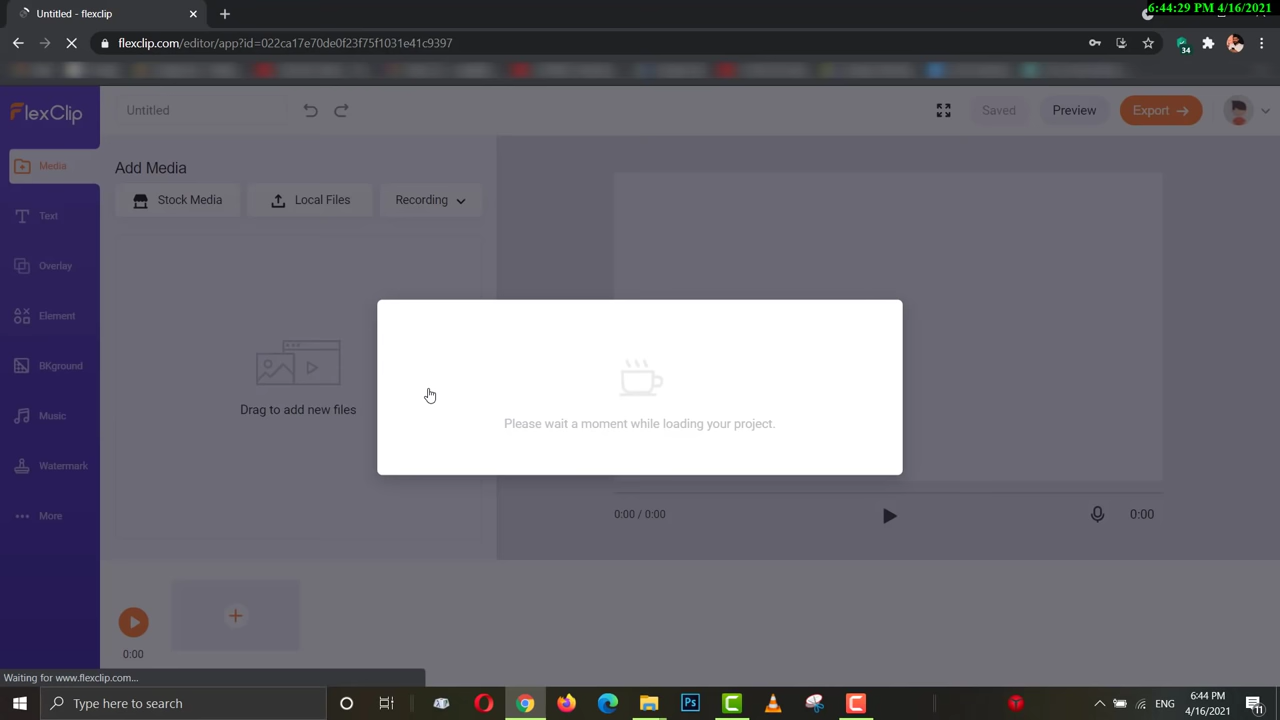 6:44:29 PM 4/16/2021
Untitled - flexclip
flexclip.com/editor/app?id=022ca17e70de0f23f75f1031e41c9397
34
FlexClip
Untitled
Saved
Preview
Export
Media
Text
Overlay
Element
BKground
Music
Watermark
More
Add Media
Stock Media
Local Files
Recording
Drag to add new files
Please wait a moment while loading your project.
0:00 / 0:00
0:00
0:00
Waiting for www.flexclip.com...
Type here to search
Ps
ENG
6:44 PM
4/16/2021
11